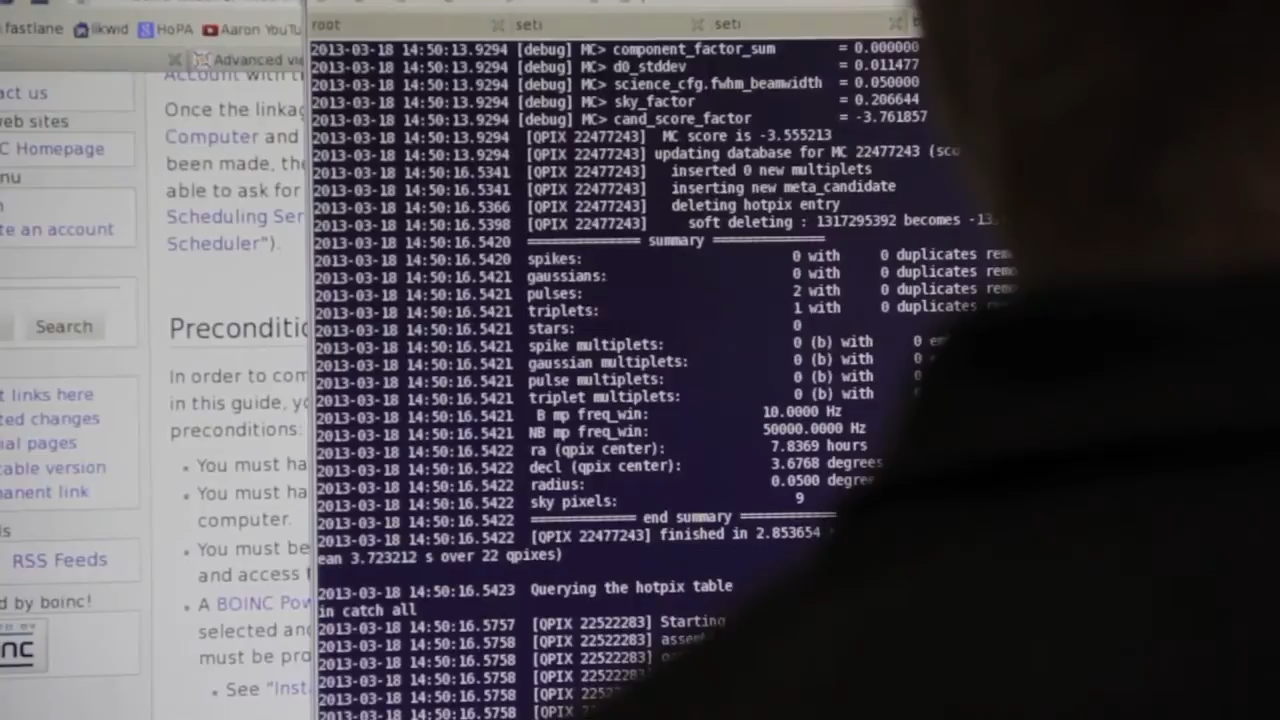 fastlane likwid HoPA Aaron YouTu
Advanced vie
act us
web sites
C Homepage
nu
n
te an account
Search
t links here
ted changes
ial pages
table version
manent link
ls
RSS Feeds
d by boinc!
NC
Account with t
Once the linkag
Computer and
been made, the
able to ask for
Scheduling Ser
Scheduler").
Preconditio
In order to com
in this guide, yo
preconditions:
You must ha
You must ha
computer.
You must be
and access t
A BOINC Pow
selected and
must be pro
See "Inst
root seti seti
2013-03-18 14:50:13.9294 [debug] MC> component_factor_sum = 0.000000
2013-03-18 14:50:13.9294 [debug] MC> d0_stddev = 0.011477
2013-03-18 14:50:13.9294 [debug] MC> science_cfg.fwhm_beamwidth = 0.050000
2013-03-18 14:50:13.9294 [debug] MC> sky_factor = 0.206644
2013-03-18 14:50:13.9294 [debug] MC> cand_score_factor = -3.761857
2013-03-18 14:50:13.9294 [QPIX 22477243] MC score is -3.555213
2013-03-18 14:50:13.9294 [QPIX 22477243] updating database for MC 22477243 (sco
2013-03-18 14:50:16.5341 [QPIX 22477243] inserted 0 new multiplets
2013-03-18 14:50:16.5341 [QPIX 22477243] inserting new meta_candidate
2013-03-18 14:50:16.5366 [QPIX 22477243] deleting hotpix entry
2013-03-18 14:50:16.5398 [QPIX 22477243] soft deleting : 1317295392 becomes -13
2013-03-18 14:50:16.5420 ============== summary ==============
2013-03-18 14:50:16.5420 spikes: 0 with 0 duplicates rem
2013-03-18 14:50:16.5421 gaussians: 0 with 0 duplicates rem
2013-03-18 14:50:16.5421 pulses: 2 with 0 duplicates rem
2013-03-18 14:50:16.5421 triplets: 1 with 0 duplicates rem
2013-03-18 14:50:16.5421 stars: 0
2013-03-18 14:50:16.5421 spike multiplets: 0 (b) with 0 em
2013-03-18 14:50:16.5421 gaussian multiplets: 0 (b) with 0
2013-03-18 14:50:16.5421 pulse multiplets: 0 (b) with 0
2013-03-18 14:50:16.5421 triplet multiplets: 0 (b) with 0
2013-03-18 14:50:16.5421 B mp freq_win: 10.0000 Hz
2013-03-18 14:50:16.5421 NB mp freq_win: 50000.0000 Hz
2013-03-18 14:50:16.5422 ra (qpix center): 7.8369 hours
2013-03-18 14:50:16.5422 decl (qpix center): 3.6768 degrees
2013-03-18 14:50:16.5422 radius: 0.0500 degree
2013-03-18 14:50:16.5422 sky pixels: 9
2013-03-18 14:50:16.5422 ============= end summary ============
2013-03-18 14:50:16.5422 [QPIX 22477243] finished in 2.853654
ean 3.723212 s over 22 qpixes)
2013-03-18 14:50:16.5423 Querying the hotpix table
in catch all
2013-03-18 14:50:16.5757 [QPIX 22522283] Starting
2013-03-18 14:50:16.5758 [QPIX 22522283] asse
2013-03-18 14:50:16.5758 [QPIX 22522283]
2013-03-18 14:50:16.5758 [QPIX 22522
2013-03-18 14:50:16.5758 [QPIX 2252
2013-03-18 14:50:16.5758 [QPIX 2